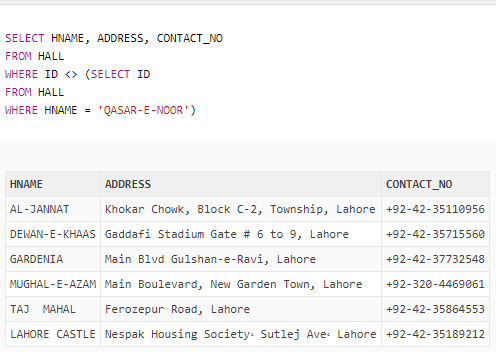 SELECT HNAME, ADDRESS, CONTACT_NO
FROM HALL
WHERE ID <> (SELECT ID
FROM HALL
WHERE HNAME = 'QASAR-E-NOOR')
HNAME ADDRESS CONTACT_NO
AL-JANNAT Khokar Chowk, Block C-2, Township, Lahore +92-42-35110956
DEWAN-E-KHAAS Gaddafi Stadium Gate # 6 to 9, Lahore +92-42-35715560
GARDENIA Main Blvd Gulshan-e-Ravi, Lahore +92-42-37732548
MUGHAL-E-AZAM Main Boulevard, New Garden Town, Lahore +92-320-4469061
TAJ  MAHAL Ferozepur Road, Lahore +92-42-35864553
LAHORE CASTLE Nespak Housing Society، Sutlej Ave، Lahore +92-42-35189212